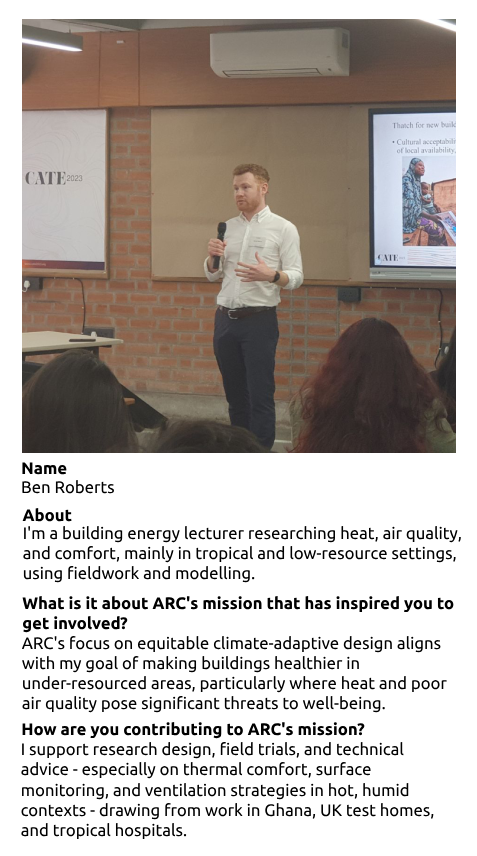 CATE 2023
Thatch for new build
• Cultural acceptabili
of local availability,
CATE
Name
Ben Roberts
About
I'm a building energy lecturer researching heat, air quality,
and comfort, mainly in tropical and low-resource settings,
using fieldwork and modelling.
What is it about ARC's mission that has inspired you to
get involved?
ARC's focus on equitable climate-adaptive design aligns
with my goal of making buildings healthier in
under-resourced areas, particularly where heat and poor
air quality pose significant threats to well-being.
How are you contributing to ARC's mission?
I support research design, field trials, and technical
advice - especially on thermal comfort, surface
monitoring, and ventilation strategies in hot, humid
contexts - drawing from work in Ghana, UK test homes,
and tropical hospitals.